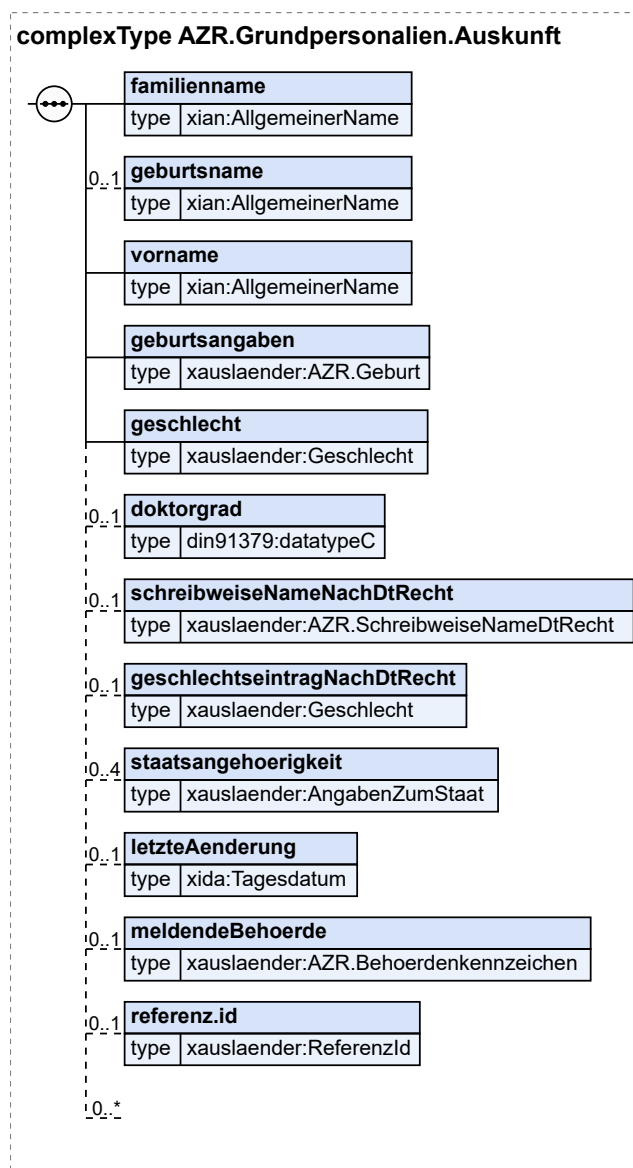 complexType AZR.Grundpersonalien.Auskunft
familienname
type xian:AllgemeinerName
0..1 geburtsname
type xian:AllgemeinerName
vorname
type xian:AllgemeinerName
geburtsangaben
type xauslaender:AZR.Geburt
geschlecht
type xauslaender:Geschlecht
0..1 doktorgrad
type din91379:datatypeC
0..1 schreibweiseNameNachDtRecht
type xauslaender:AZR.SchreibweiseNameDtRecht
0..1 geschlechtseintragNachDtRecht
type xauslaender:Geschlecht
0..4 staatsangehoerigkeit
type xauslaender:AngabenZumStaat
0..1 letzteAenderung
type xida:Tagesdatum
0..1 meldendeBehoerde
type xauslaender:AZR.Behoerdenkennzeichen
0..1 referenz.id
type xauslaender:ReferenzId
0..*